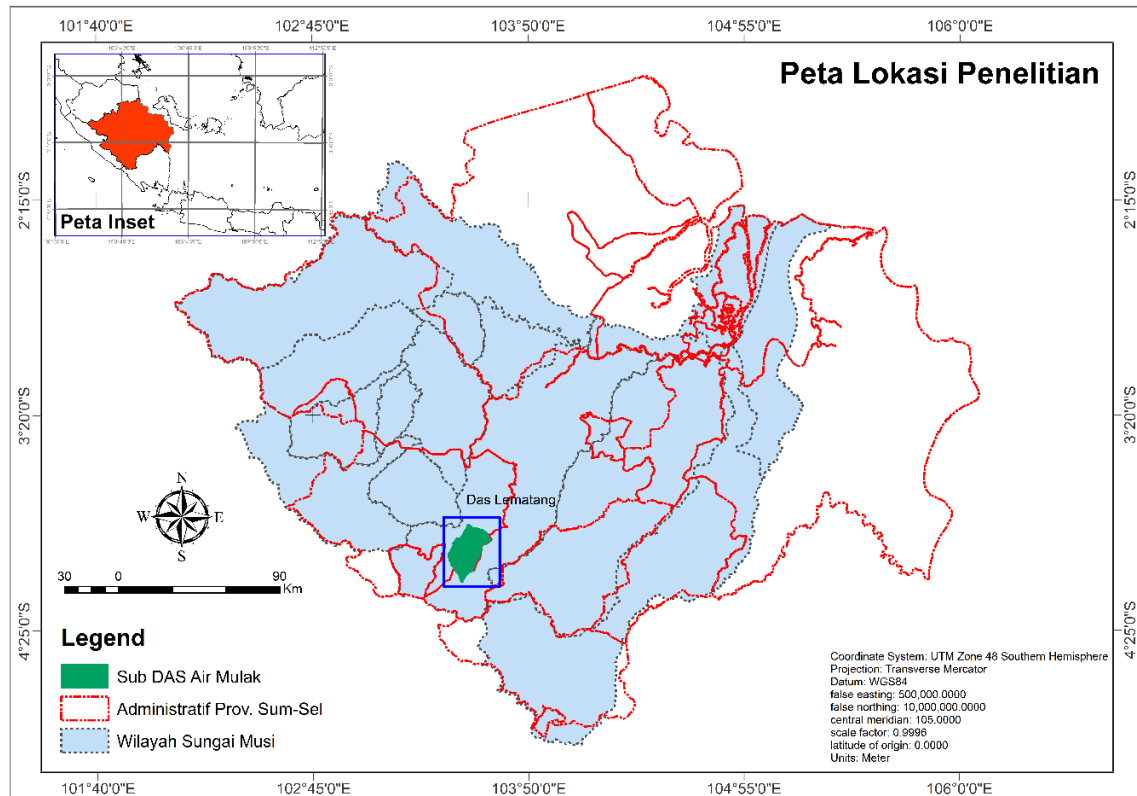 101°40'0"E 102°45'0"E 103°50'0"E 104°55'0"E 106°0'0"E
Peta Lokasi Penelitian
Peta Inset
2°15'0"S 2°15'0"S
3°20'0"S 3°20'0"S
Das Lematang
N
W E
S
30 0 90
Km
4°25'0"S 4°25'0"S
Legend
Sub DAS Air Mulak
Administratif Prov. Sum-Sel
Wilayah Sungai Musi
Coordinate System: UTM Zone 48 Southern Hemisphere
Projection: Transverse Mercator
Datum: WGS84
false easting: 500,000.0000
false northing: 10,000,000.0000
central meridian: 105.0000
scale factor: 0.9996
latitude of origin: 0.0000
Units: Meter
101°40'0"E 102°45'0"E 103°50'0"E 104°55'0"E 106°0'0"E